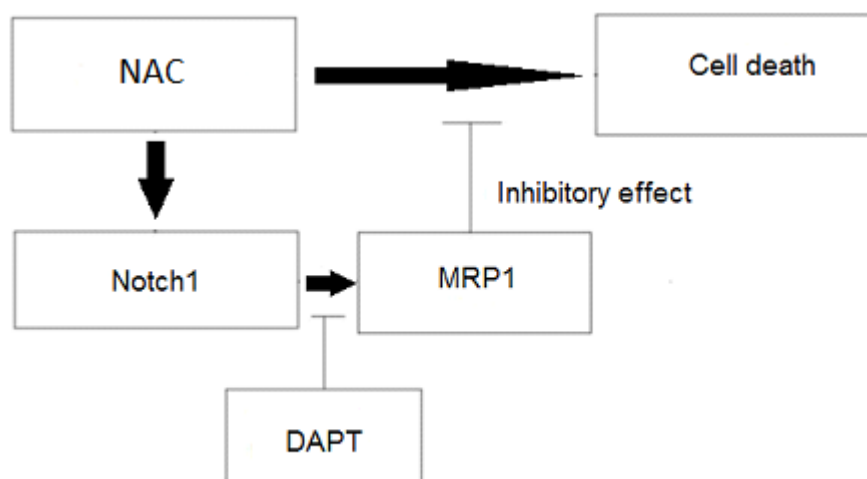 NAC
Cell death
Inhibitory effect
Notch1
MRP1
DAPT